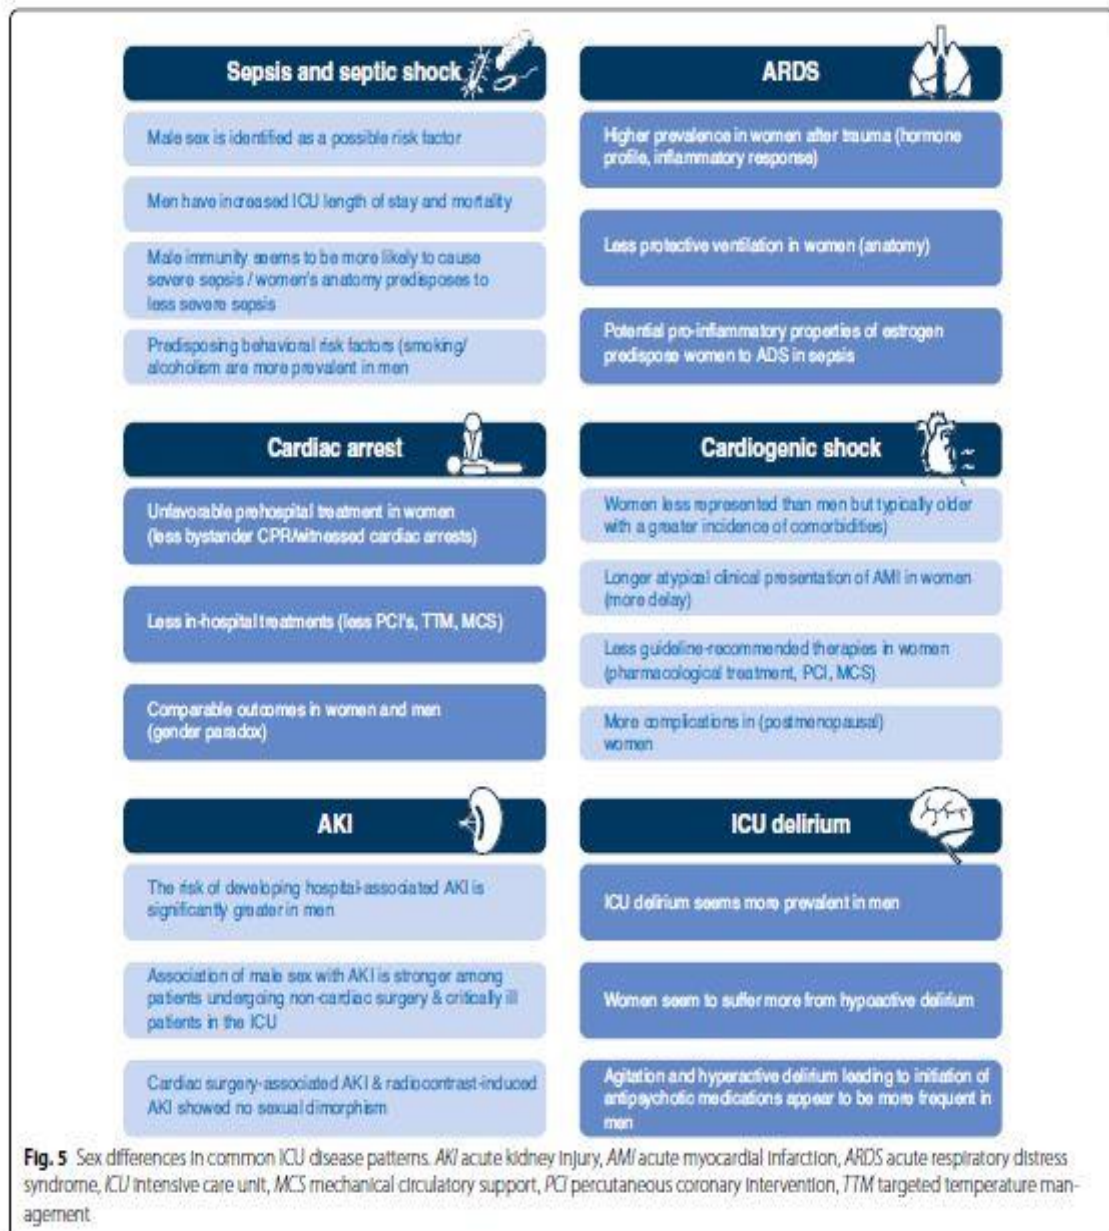 Sepsis and septic shock
Male sex is identified as a possible risk factor
Men have increased ICU length of stay and mortality
Male immunity seems to be more likely to cause
severe sepsis / women's anatomy predisposes to
less severe sepsis
Predisposing behavioral risk factors (smoking/
alcoholism are more prevalent in men
ARDS
Higher prevalence in women after trauma (hormone
profile, inflammatory response)
Less protective ventilation in women (anatomy)
Potential pro-inflammatory properties of estrogen
predispose women to ADS in sepsis
Cardiac arrest
Unfavorable prehospital treatment in women
(less bystander CPR/witnessed cardiac arrests)
Less in-hospital treatments (less PCI's, TTM, MCS)
Comparable outcomes in women and men
(gender paradox)
Cardiogenic shock
Women less represented than men but typically older
with a greater incidence of comorbidities)
Longer atypical clinical presentation of AMI in women
(more delay)
Less guideline-recommended therapies in women
(pharmacological treatment, PCI, MCS)
More complications in (postmenopausal)
women
AKI
The risk of developing hospital-associated AKI is
significantly greater in men
Association of male sex with AKI is stronger among
patients undergoing non-cardiac surgery & critically ill
patients in the ICU
Cardiac surgery-associated AKI & radiocontrast-induced
AKI showed no sexual dimorphism
ICU delirium
ICU delirium seems more prevalent in men
Women seem to suffer more from hypoactive delirium
Agitation and hyperactive delirium leading to initiation of
antipsychotic medications appear to be more frequent in
men
Fig. 5 Sex differences in common ICU disease patterns. AKI acute kidney injury, AMI acute myocardial infarction, ARDS acute respiratory distress
syndrome, ICU intensive care unit, MCS mechanical circulatory support, PCI percutaneous coronary intervention, TTM targeted temperature man-
agement